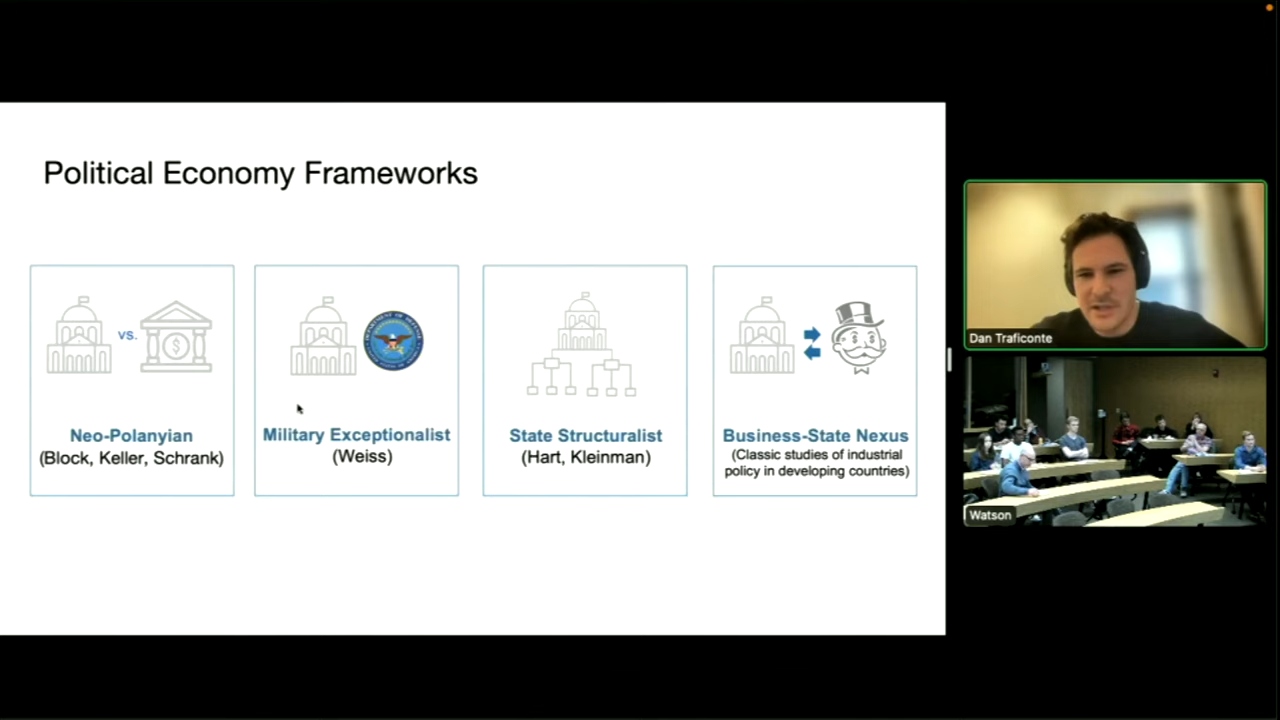 Political Economy Frameworks
vs.
Neo-Polanyian
(Block, Keller, Schrank)
Military Exceptionalist
(Weiss)
State Structuralist
(Hart, Kleinman)
Business-State Nexus
(Classic studies of industrial
policy in developing countries)
Dan Traficonte
Watson